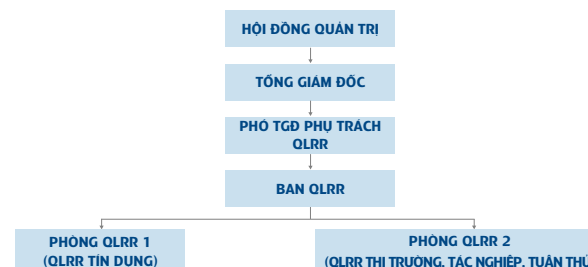 HỘI ĐỒNG QUẢN TRỊ
TỔNG GIÁM ĐỐC
PHÓ TGĐ PHỤ TRÁCH
QLRR
BAN QLRR
PHÒNG QLRR 1
(QLRR TÍN DỤNG)
PHÒNG QLRR 2
(QLRR THỊ TRƯỜNG, TÁC NGHIỆP, TUÂN THỦ)